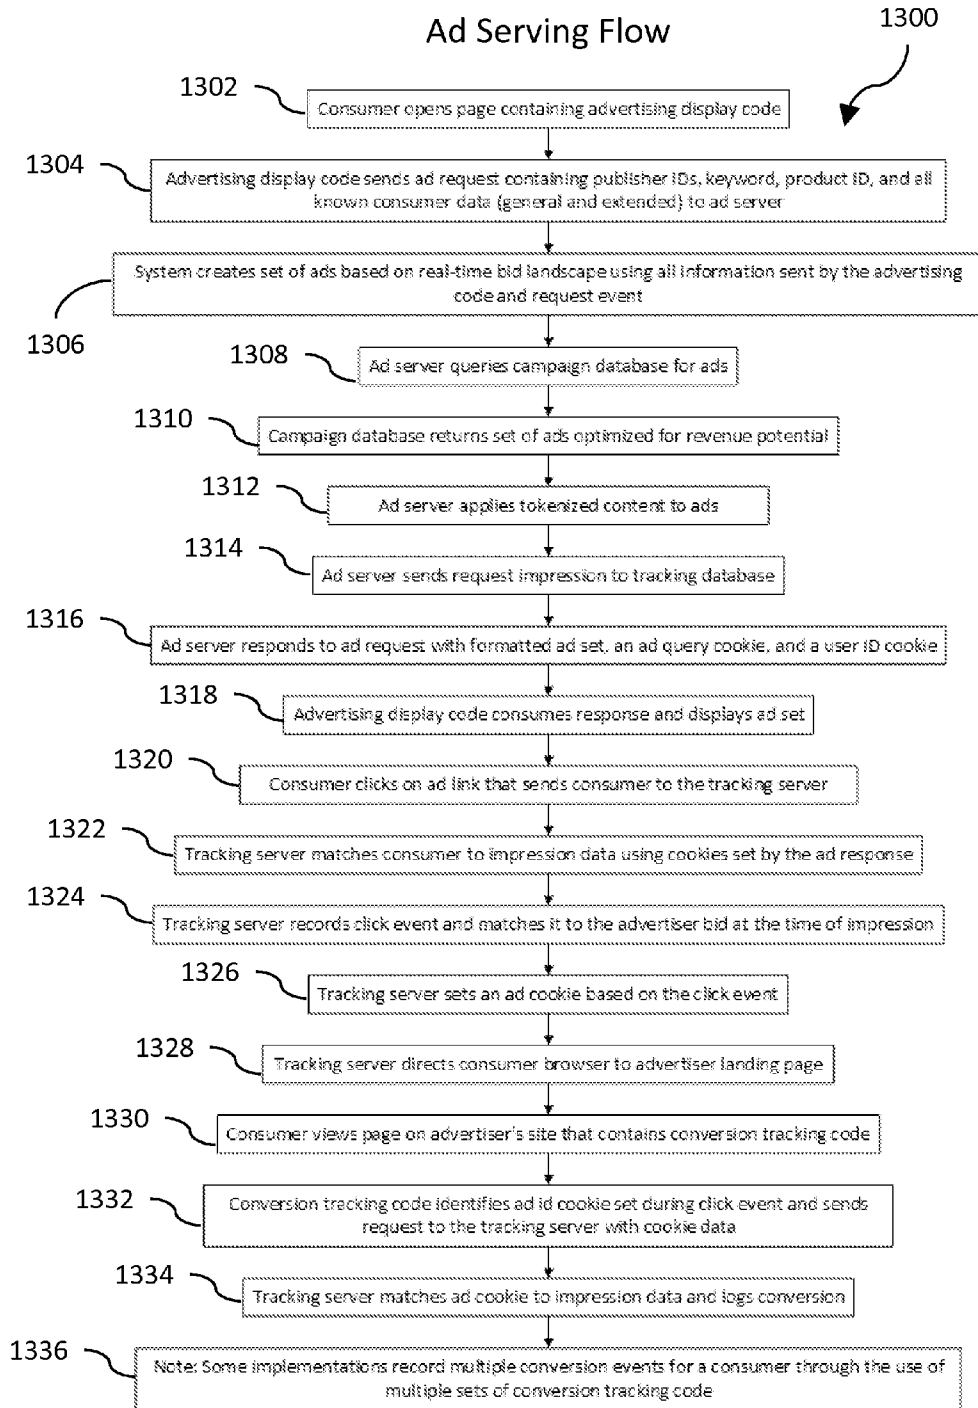 Ad Serving Flow
1300
1302
Consumer opens page containing advertising display code
1304
Advertising display code sends ad request containing publisher IDs, keyword, product ID, and all
known consumer data (general and extended) to ad server
System creates set of ads based on real-time bid landscape using all information sent by the advertising
code and request event
1306
1308
Ad server queries campaign database for ads
1310
Campaign database returns set of ads optimized for revenue potential
1312
Ad server applies tokenized content to ads
1314
Ad server sends request impression to tracking database
1316
Ad server responds to ad request with formatted ad set, an ad query cookie, and a user ID cookie
1318
Advertising display code consumes response and displays ad set
1320
Consumer clicks on ad link that sends consumer to the tracking server
1322
Tracking server matches consumer to impression data using cookies set by the ad response
1324
Tracking server records click event and matches it to the advertiser bid at the time of impression
1326
Tracking server sets an ad cookie based on the click event
1328
Tracking server directs consumer browser to advertiser landing page
1330
Consumer views page on advertiser's site that contains conversion tracking code
1332
Conversion tracking code identifies ad id cookie set during click event and sends
request to the tracking server with cookie data
1334
Tracking server matches ad cookie to impression data and logs conversion
1336
Note: Some implementations record multiple conversion events for a consumer through the use of
multiple sets of conversion tracking code